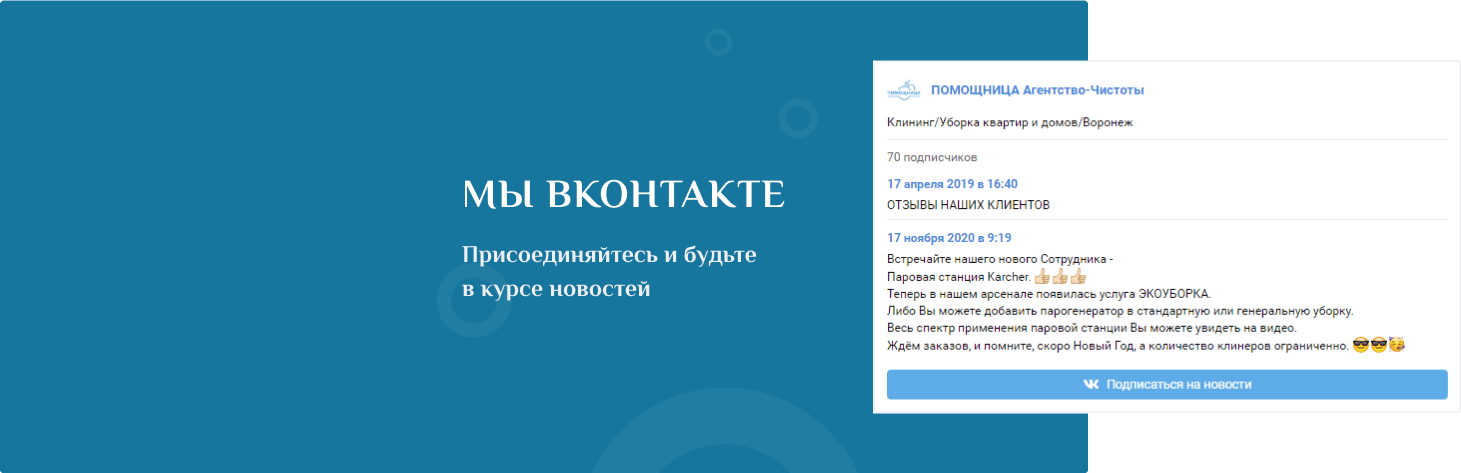 МЫ ВКОНТАКТЕ
Присоединяйтесь и будьте
в курсе новостей
ПОМОЩНИЦА
ПОМОЩНИЦА Агентство-Чистоты
Клининг/Уборка квартир и домов/Воронеж
70 подписчиков
17 апреля 2019 в 16:40
ОТЗЫВЫ НАШИХ КЛИЕНТОВ
17 ноября 2020 в 9:19
Встречайте нашего нового Сотрудника -
Паровая станция Karcher. 👍🏻👍🏻👍🏻
Теперь в нашем арсенале появилась услуга ЭКОУБОРКА.
Либо Вы можете добавить парогенератор в стандартную или генеральную уборку.
Весь спектр применения паровой станции Вы можете увидеть на видео.
Ждём заказов, и помните, скоро Новый Год, а количество клинеров ограниченно. 😎😎🥳
Подписаться на новости